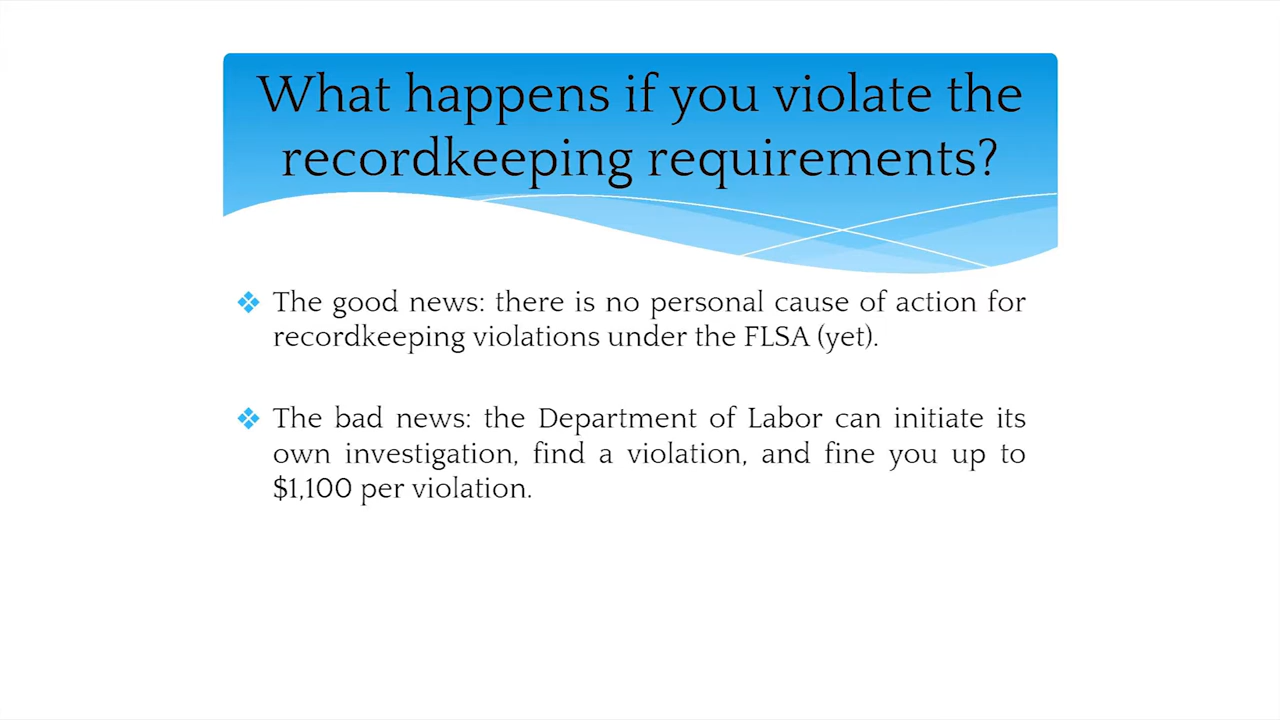 What happens if you violate the
recordkeeping requirements?
The good news: there is no personal cause of action for
recordkeeping violations under the FLSA (yet).
The bad news: the Department of Labor can initiate its
own investigation, find a violation, and fine you up to
$1,100 per violation.